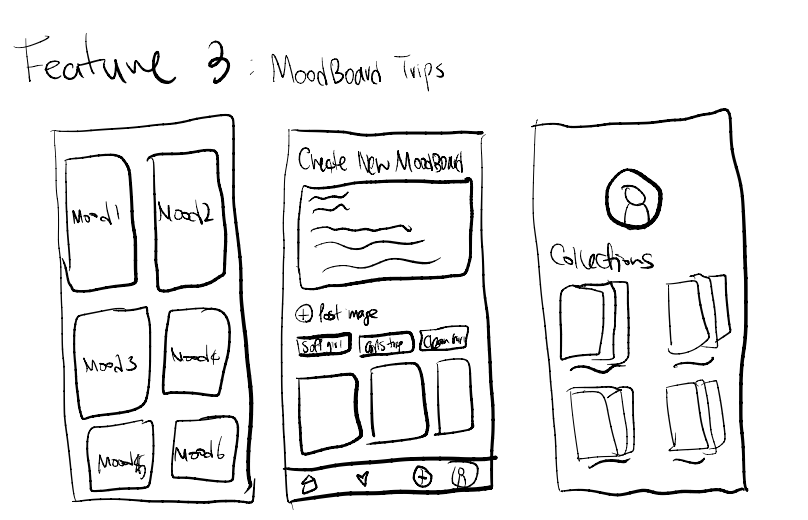 Feature 3: MoodBoard Trips
Mood1
Mood2
Mood3
Mood4
Mood5
Mood6
Create New MoodBoard
Post image
Soft girl
Girls trip
Clean
Collections